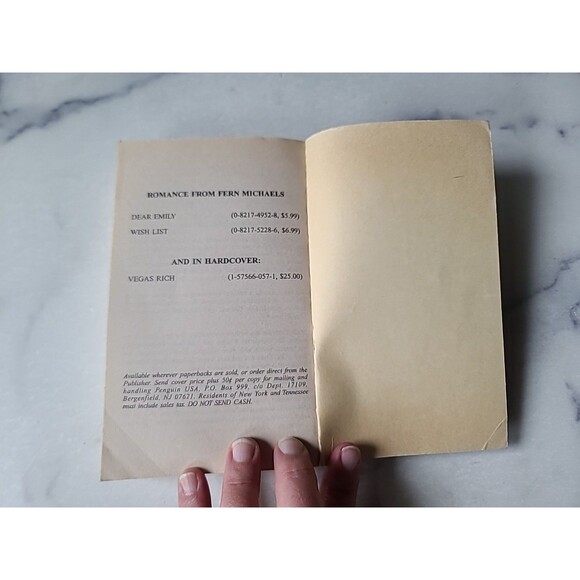 ROMANCE FROM FERN MICHAELS
DEAR EMILY (0-8217-4952-8, $5.99)
WISH LIST (0-8217-5228-6, $6.99)
AND IN HARDCOVER:
VEGAS RICH (1-57566-057-1, $25.00)
Available wherever paperbacks are sold, or order direct from the
Publisher. Send cover price plus 50¢ per copy for mailing and
handling Penguin USA, P.O. Box 999, c/o Dept. 17109,
Bergenfield, NJ 07621. Residents of New York and Tennessee
must include sales tax. DO NOT SEND CASH.